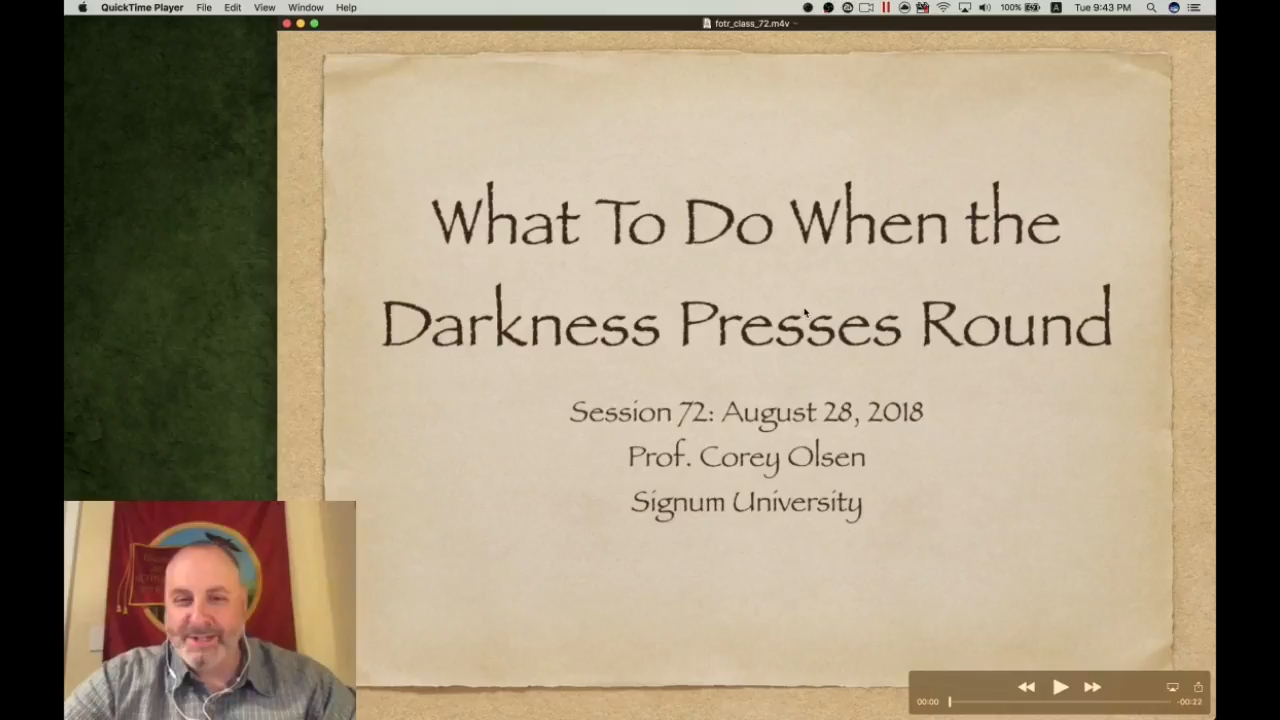 QuickTime Player File Edit View Window Help 100% A Tue 9:43 PM
fotr_class_72.m4v
What To Do When the
Darkness Presses Round
Session 72: August 28, 2018
Prof. Corey Olsen
Signum University
00:00 -00:22